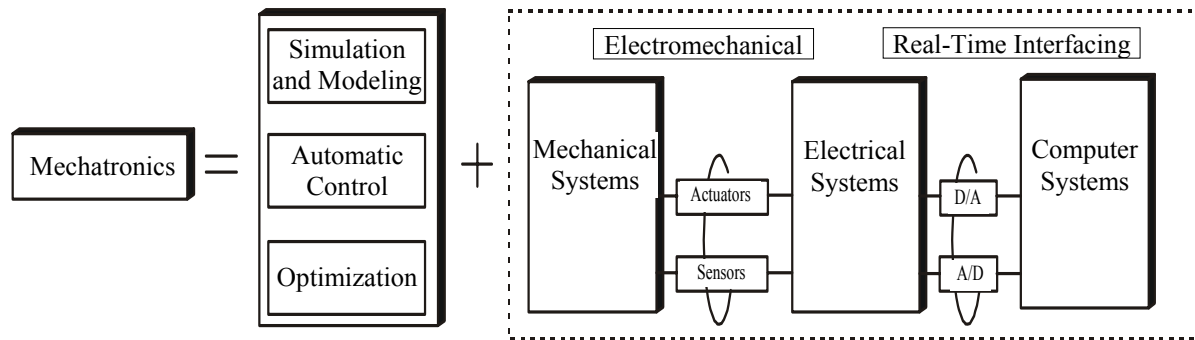 Mechatronics
=
Simulation
and Modeling
Automatic
Control
Optimization
+
Electromechanical
Real-Time Interfacing
Mechanical
Systems
Actuators
Sensors
Electrical
Systems
D/A
A/D
Computer
Systems